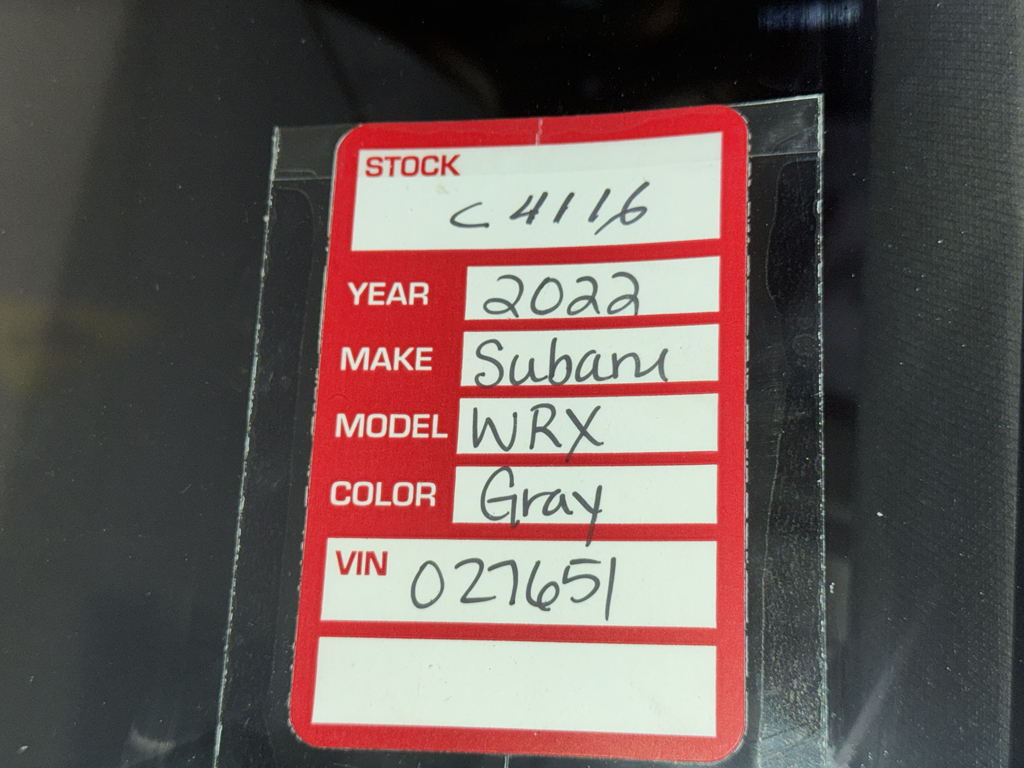 STOCK
C4116
YEAR 2022
MAKE Subaru
MODEL WRX
COLOR Gray
VIN 027651